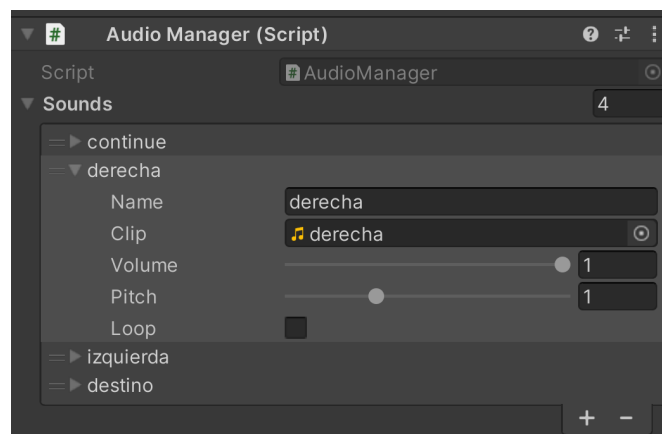 # Audio Manager (Script)
Script # AudioManager
Sounds 4
continue
derecha
Name derecha
Clip derecha
Volume 1
Pitch 1
Loop
izquierda
destino
+ −